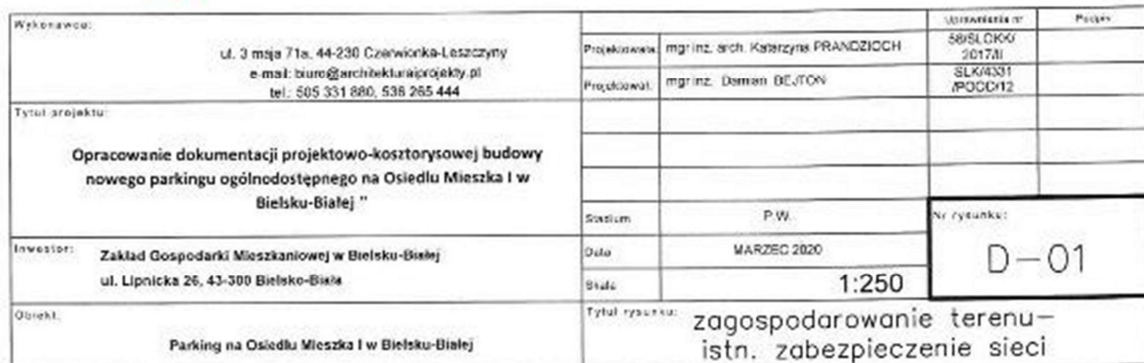 Wykonawca:
ul. 3 maja 71a, 44-230 Czerwionka-Leszczyny
e-mail: biuro@architekturaiprojekty.pl
tel.: 505 331 880, 536 265 444
Uprawnienia nr
Podpis
Projektowała: mgr inż. arch. Katarzyna PRANDZIOCH
58/SLOKK/
2017/II
Projektował: mgr inż. Damian BEJTON
SLK/4331
/POOD/12
Tytuł projektu:
Opracowanie dokumentacji projektowo-kosztorysowej budowy
nowego parkingu ogólnodostępnego na Osiedlu Mieszka I w
Bielsku-Białej "
Stadium
P.W.
Nr rysunku:
D-01
Inwestor:
Zakład Gospodarki Mieszkaniowej w Bielsku-Białej
ul. Lipnicka 26, 43-300 Bielsko-Biała
Data
MARZEC 2020
Skala
1:250
Obiekt:
Parking na Osiedlu Mieszka I w Bielsku-Białej
Tytuł rysunku:
zagospodarowanie terenu-
istn. zabezpieczenie sieci